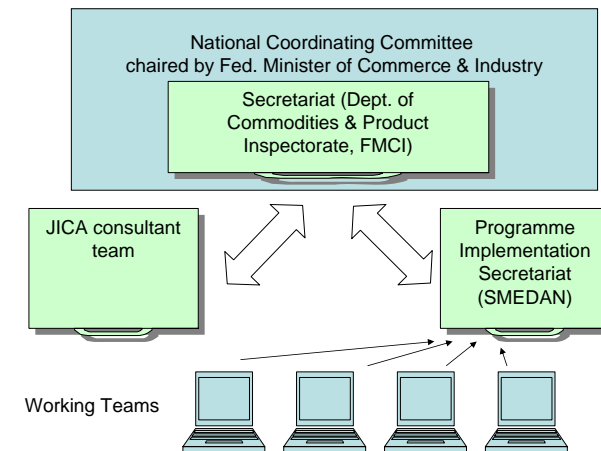 National Coordinating Committee
chaired by Fed. Minister of Commerce & Industry
Secretariat (Dept. of
Commodities & Product
Inspectorate, FMCI)
JICA consultant
team
Programme
Implementation
Secretariat
(SMEDAN)
Working Teams